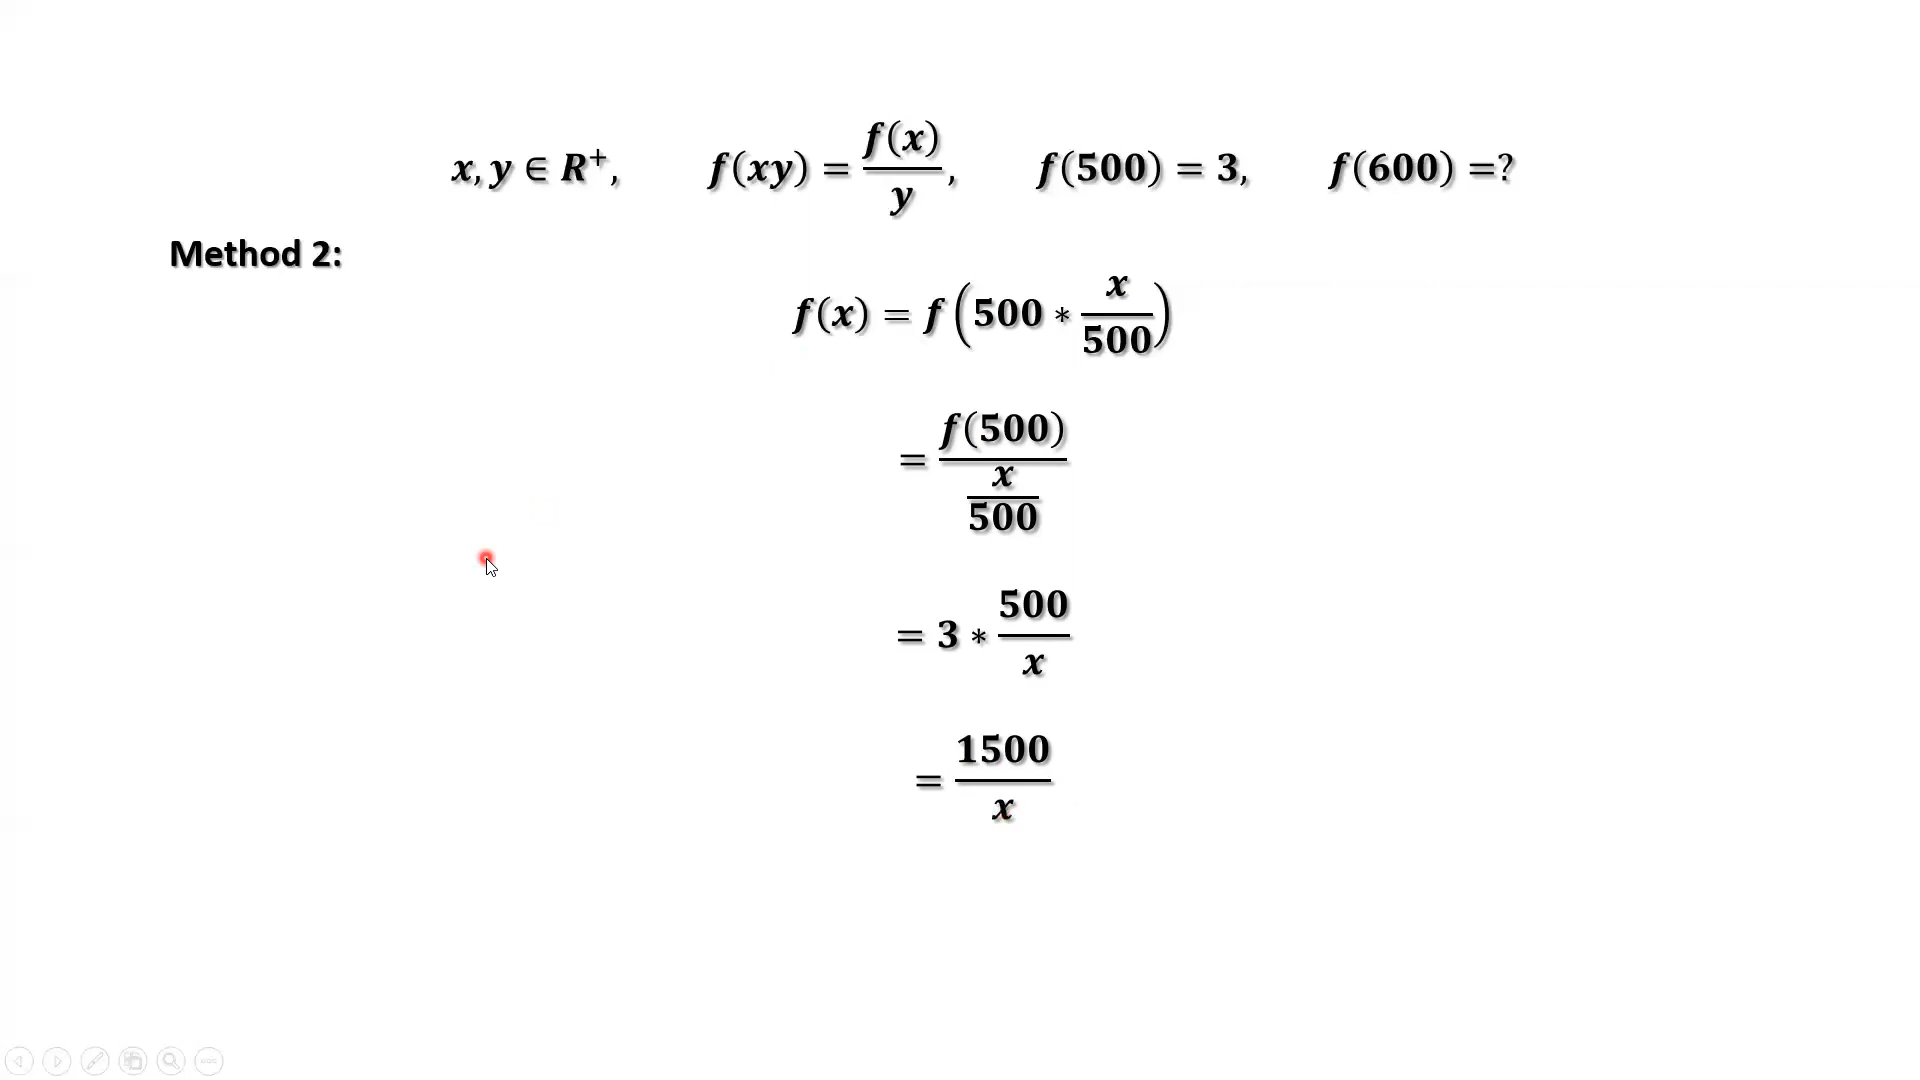 x, y ∈ R⁺, f(xy) = f(x)/y, f(500) = 3, f(600) =?
Method 2:
f(x) = f(500 * x/500)
= f(500)/(x/500)
= 3 * 500/x
= 1500/x